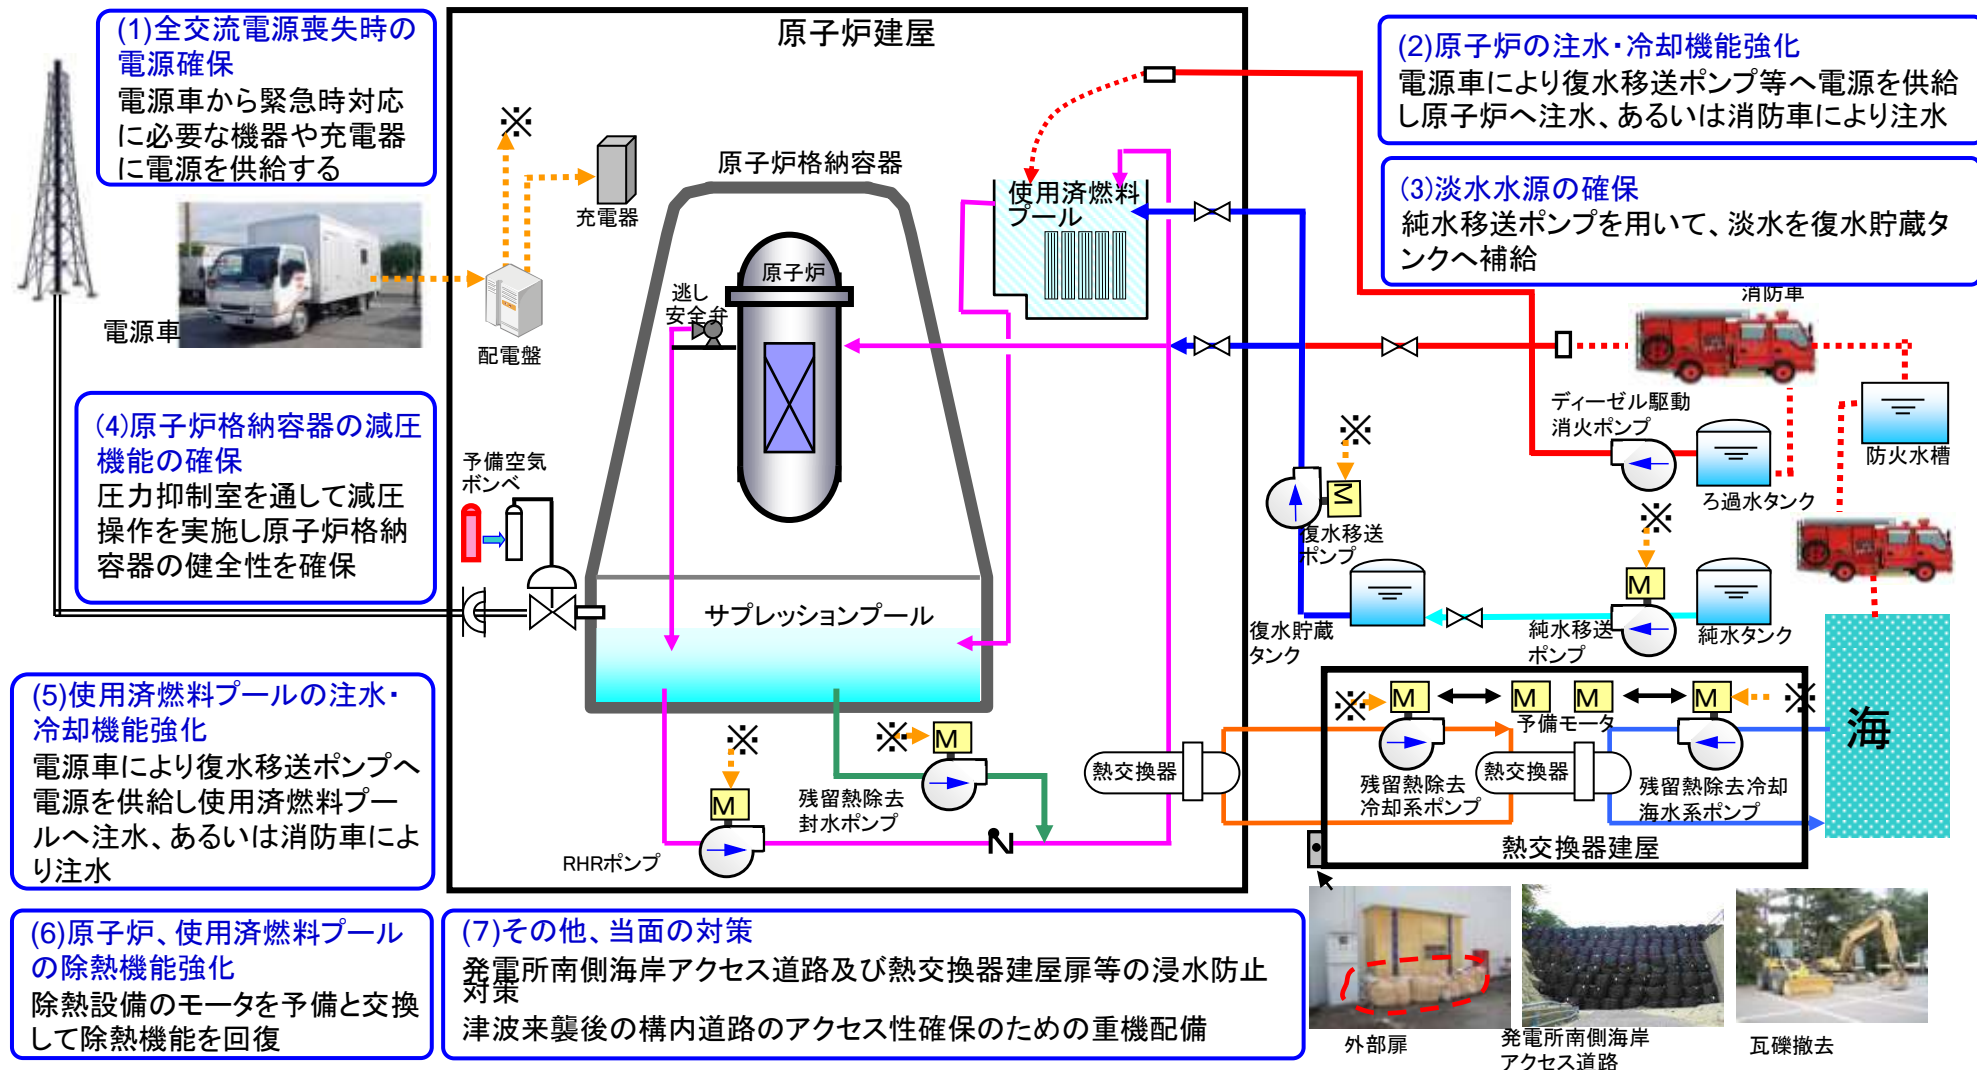 原子炉建屋
(1)全交流電源喪失時の
電源確保
電源車から緊急時対応
に必要な機器や充電器
に電源を供給する
(2)原子炉の注水・冷却機能強化
電源車により復水移送ポンプ等へ電源を供給
し原子炉へ注水、あるいは消防車により注水
(3)淡水水源の確保
純水移送ポンプを用いて、淡水を復水貯蔵タ
ンクへ補給
※
充電器
原子炉格納容器
使用済燃料
プール
原子炉
逃し
安全弁
電源車
配電盤
消防車
ディーゼル駆動
消火ポンプ
ろ過水タンク
防火水槽
(4)原子炉格納容器の減圧
機能の確保
圧力抑制室を通して減圧
操作を実施し原子炉格納
容器の健全性を確保
予備空気
ボンベ
※
M
復水移送
ポンプ
※
M
サプレッションプール
復水貯蔵
タンク
純水移送
ポンプ
純水タンク
(5)使用済燃料プールの注水・
冷却機能強化
電源車により復水移送ポンプへ
電源を供給し使用済燃料プー
ルへ注水、あるいは消防車によ
り注水
※
M
RHRポンプ
※
M
残留熱除去
封水ポンプ
熱交換器
※
M
M
M
M
※
予備モータ
熱交換器
残留熱除去
冷却系ポンプ
残留熱除去冷却
海水系ポンプ
熱交換器建屋
海
(6)原子炉、使用済燃料プール
の除熱機能強化
除熱設備のモータを予備と交換
して除熱機能を回復
(7)その他、当面の対策
発電所南側海岸アクセス道路及び熱交換器建屋扉等の浸水防止
対策
津波来襲後の構内道路のアクセス性確保のための重機配備
外部扉
発電所南側海岸
アクセス道路
瓦礫撤去